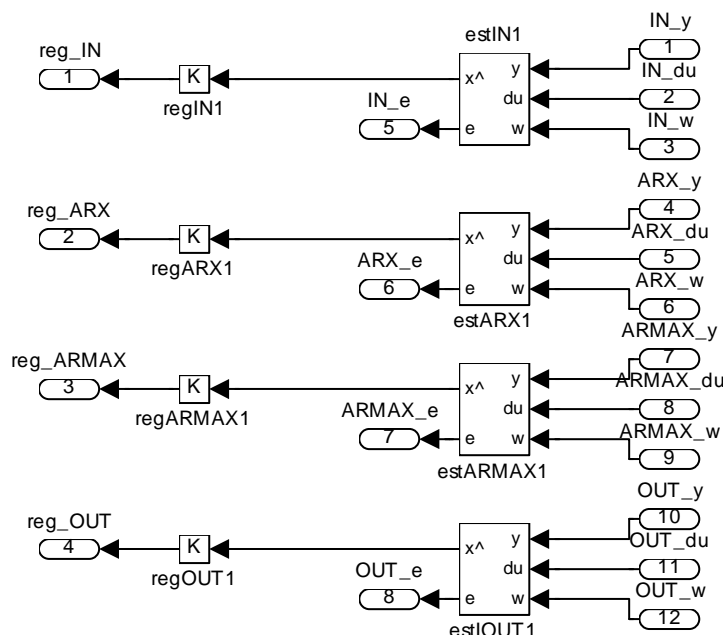 IN_y
estIN1
reg_IN
1
1
K
x^
y
IN_du
regIN1
IN_e
du
2
5
e
w
IN_w
3
ARX_y
reg_ARX
4
2
K
x^
y
ARX_du
regARX1
ARX_e
du
5
6
e
w
ARX_w
estARX1
6
ARMAX_y
reg_ARMAX
7
3
K
x^
y
ARMAX_du
regARMAX1
ARMAX_e
du
8
7
e
w
ARMAX_w
estARMAX1
9
OUT_y
reg_OUT
10
4
K
x^
y
OUT_du
regOUT1
OUT_e
du
11
8
e
w
OUT_w
estIOUT1
12